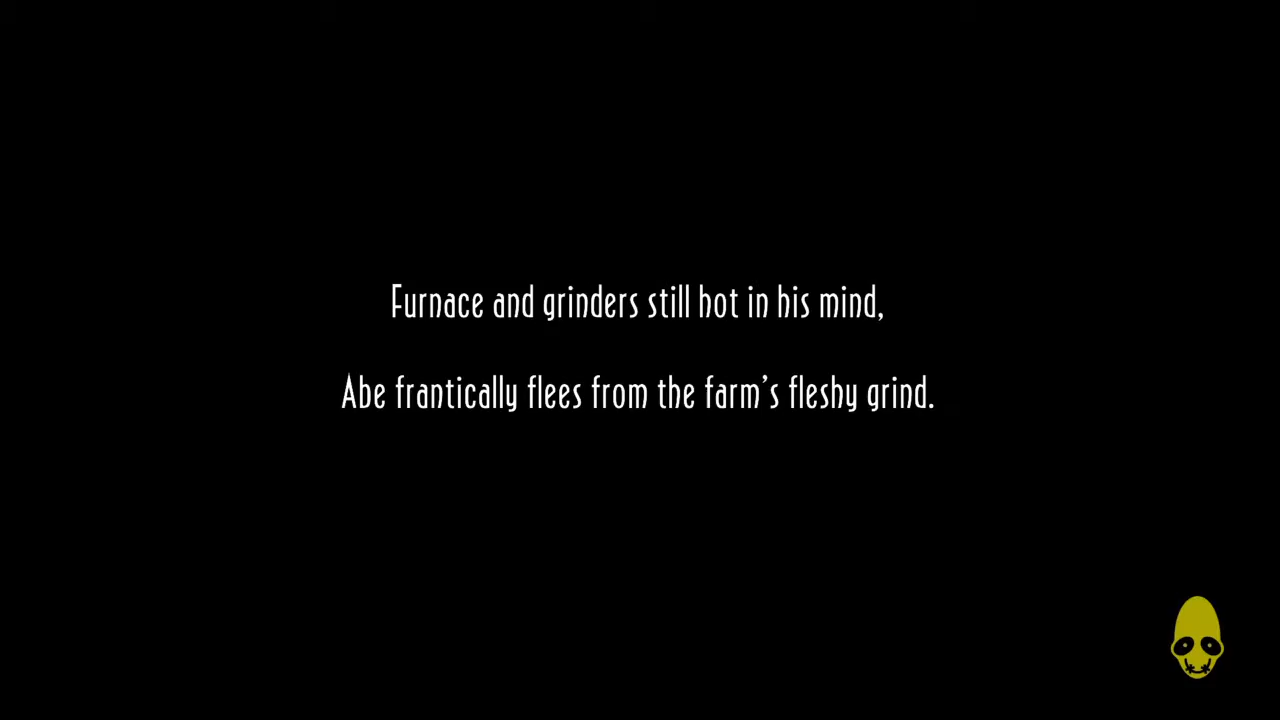 Furnace and grinders still hot in his mind,
Abe frantically flees from the farm’s fleshy grind.